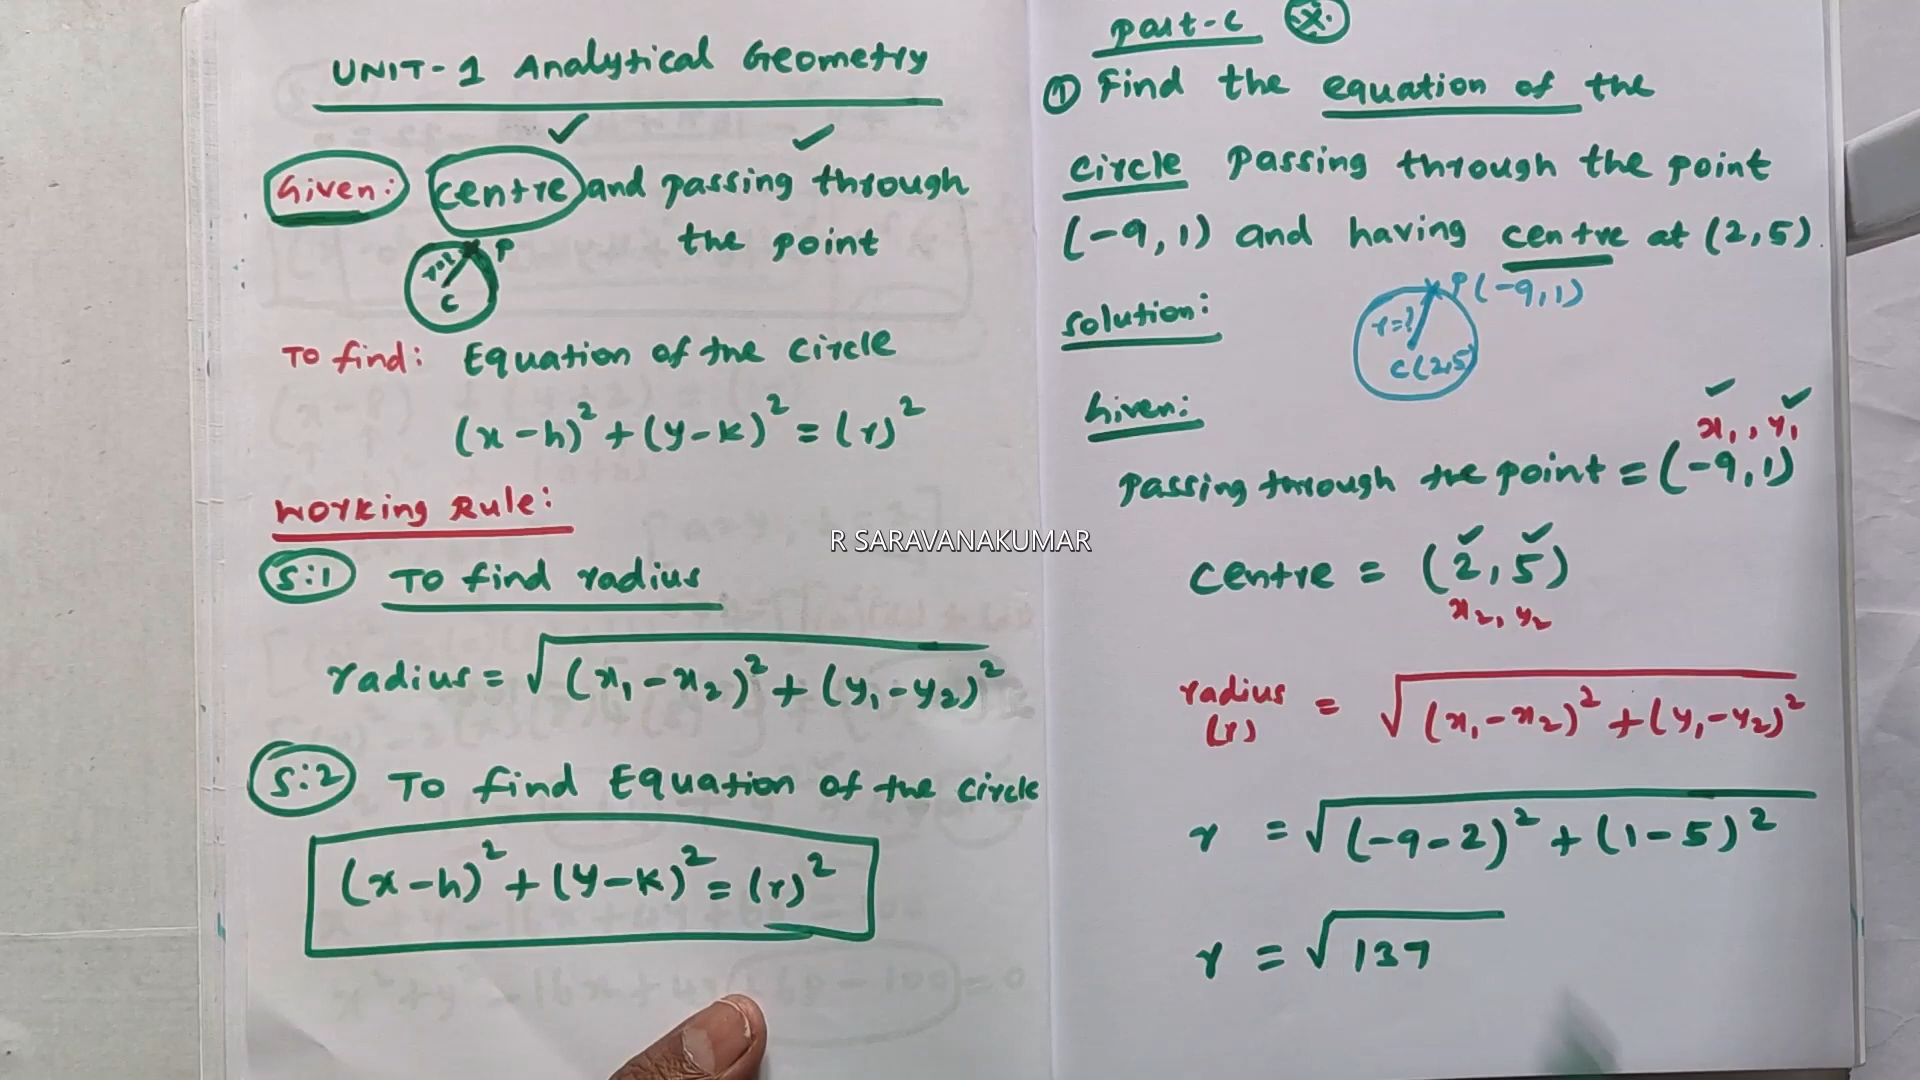 UNIT-1 Analytical Geometry
Given: Centre and passing through
the point
P
r=?
C
To find: Equation of the Circle
(x-h)² + (y-k)² = (r)²
Working Rule:
S:1 To find radius
radius = √(x₁-x₂)² + (y₁-y₂)²
S:2 To find Equation of the Circle
(x-h)² + (y-k)² = (r)²
R SARAVANAKUMAR
Part-C
① Find the equation of the
Circle Passing through the point
(-9,1) and having centre at (2,5).
Solution:
P(-9,1)
r=?
C(2,5)
Given:
x₁, y₁
Passing through the point = (-9,1)
Centre = (2,5)
x₂, y₂
radius (r) = √(x₁-x₂)² + (y₁-y₂)²
r = √(-9-2)² + (1-5)²
r = √137